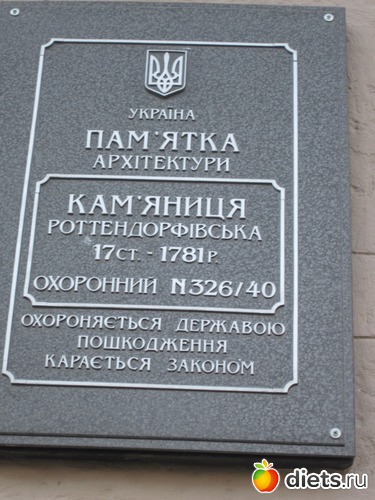 УКРАЇНА
ПАМ'ЯТКА
АРХІТЕКТУРИ
КАМ'ЯНИЦЯ
РОТТЕНДОРФІВСЬКА
17 СТ. - 1781 Р.
ОХОРОННИЙ N326/40
ОХОРОНЯЄТЬСЯ ДЕРЖАВОЮ
ПОШКОДЖЕННЯ
КАРАЄТЬСЯ ЗАКОНОМ
diets.ru